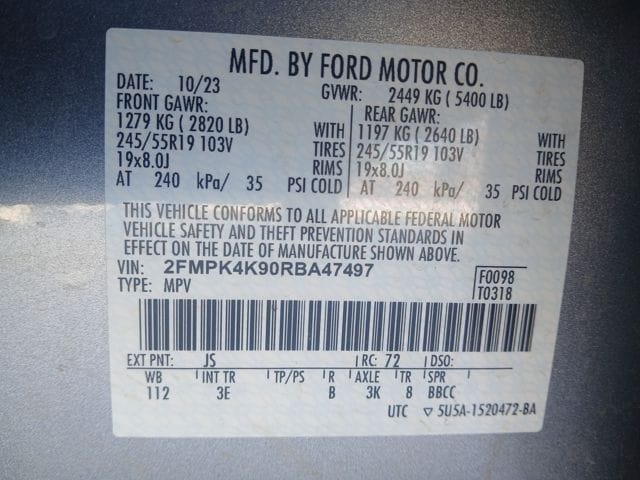 MFD. BY FORD MOTOR CO.
DATE: 10/23 GVWR: 2449 KG ( 5400 LB)
FRONT GAWR: REAR GAWR:
1279 KG ( 2820 LB) WITH 1197 KG ( 2640 LB) WITH
245/55R19 103V TIRES 245/55R19 103V TIRES
19x8.0J RIMS 19x8.0J RIMS
AT 240 kPa/ 35 PSI COLD AT 240 kPa/ 35 PSI COLD
THIS VEHICLE CONFORMS TO ALL APPLICABLE FEDERAL MOTOR
VEHICLE SAFETY AND THEFT PREVENTION STANDARDS IN
EFFECT ON THE DATE OF MANUFACTURE SHOWN ABOVE.
VIN: 2FMPK4K90RBA47497 F0098
TYPE: MPV T0318
EXT PNT: JS RC: 72 DSO:
WB INT TR TP/PS R AXLE TR SPR
112 3E B 3K 8 BBCC
UTC ▽ 5U5A-1520472-BA